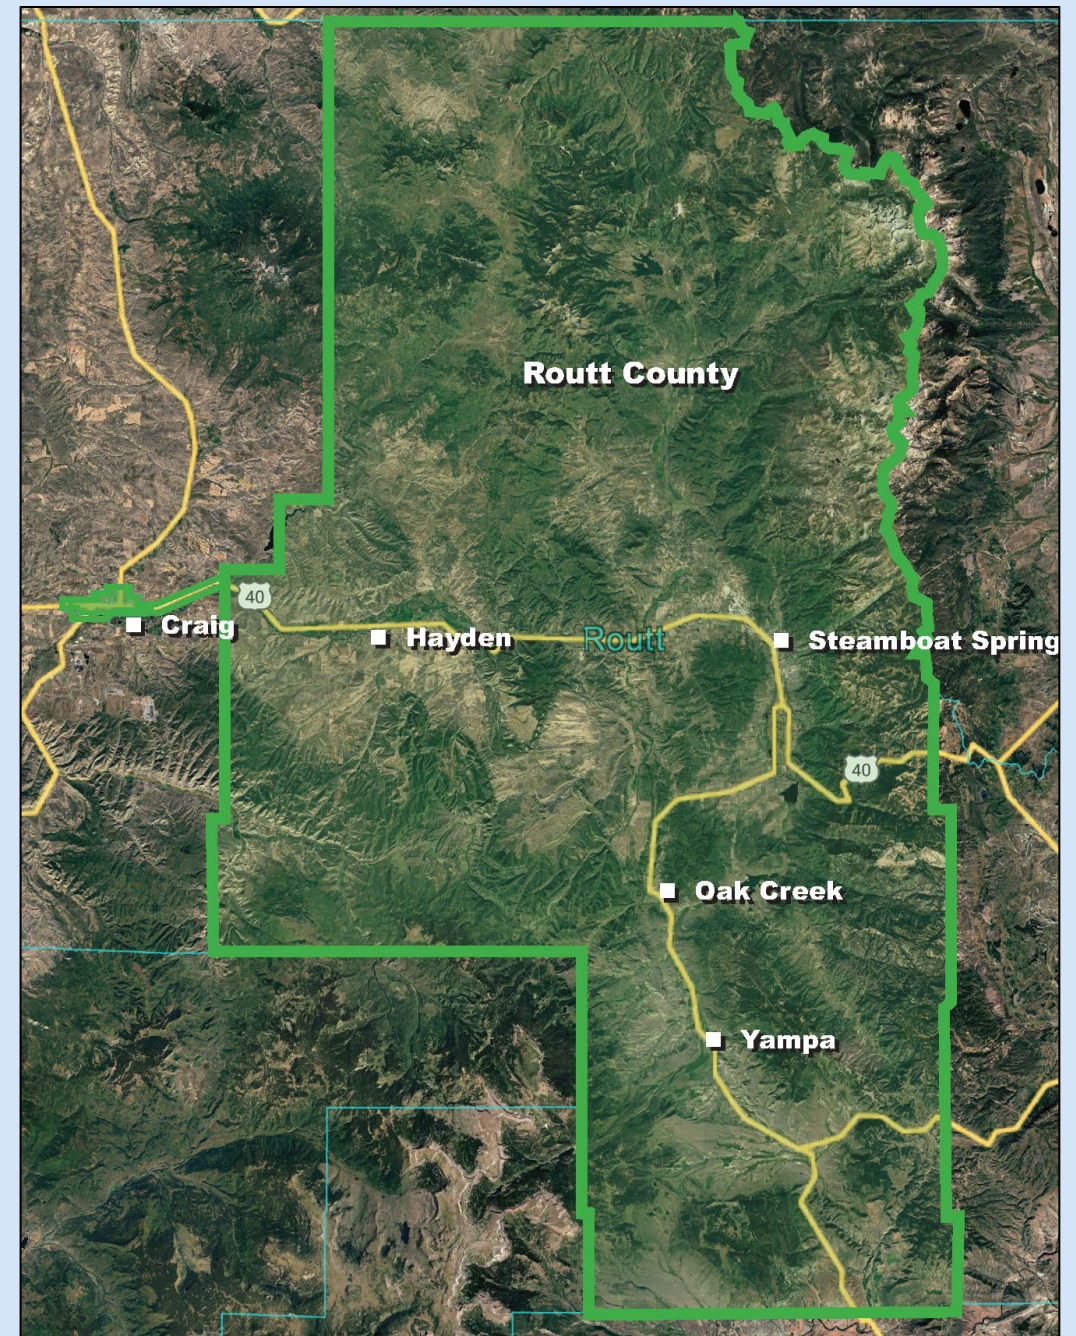 Routt County
40
Craig
Hayden
Routt
Steamboat Spring
40
Oak Creek
Yampa